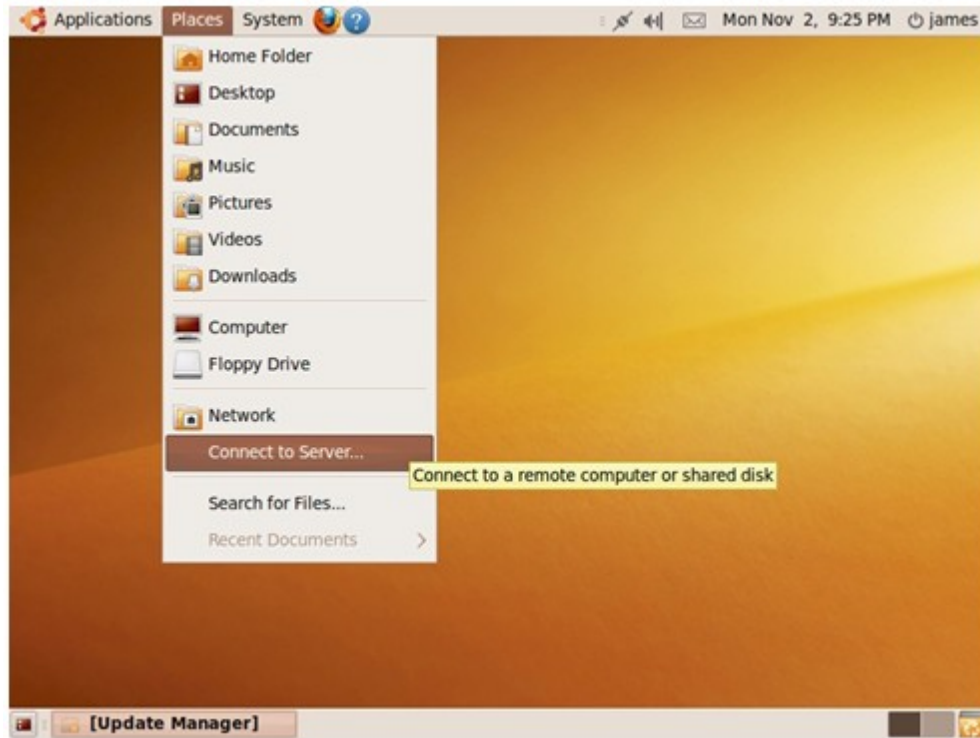 Applications Places System Mon Nov 2, 9:25 PM james
Home Folder
Desktop
Documents
Music
Pictures
Videos
Downloads
Computer
Floppy Drive
Network
Connect to Server...
Connect to a remote computer or shared disk
Search for Files...
Recent Documents
[Update Manager]